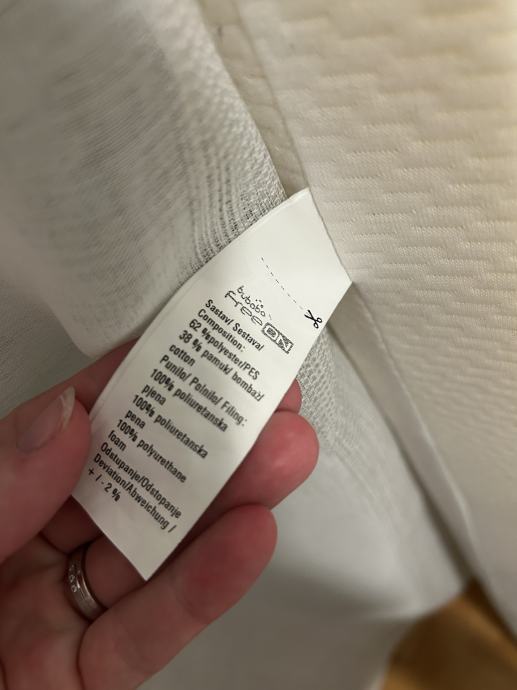 bubaba
free
Sastav/ Sestava/
Composition:
62 %polyester/PES
38 % pamuk/ bombaž/
cotton
Punilo/ Polnilo/ Filing:
100% poliuretanska
pjena
100% poliuretanska
pena
100% polyurethane
foam
Odstupanje/Odstopanje
Deviation/Abweichung /
+ / - 2 %